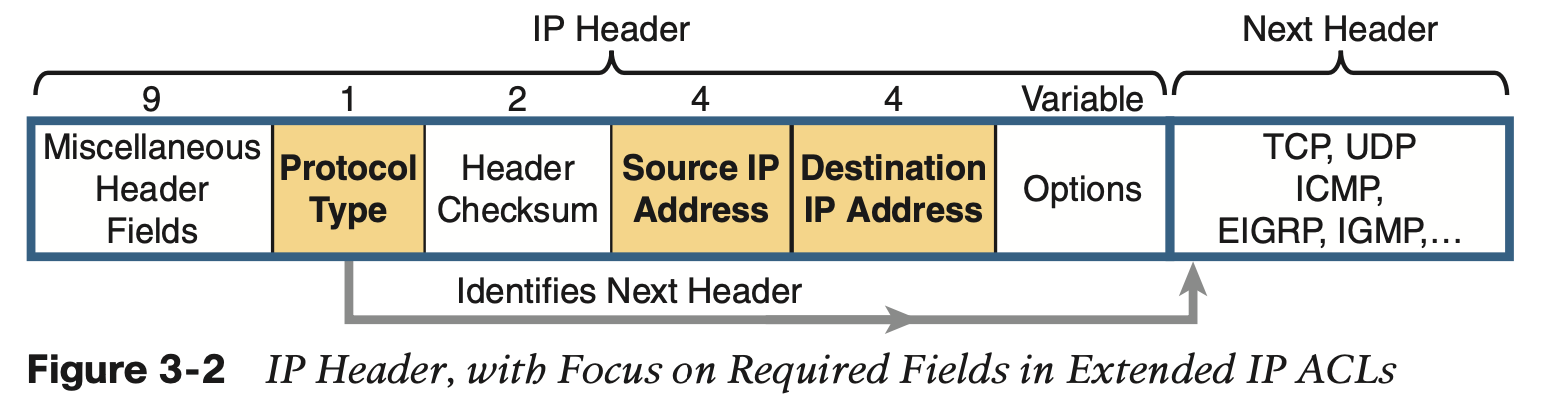 IP Header
Next Header
9
1
2
4
4
Variable
Miscellaneous
Header
Fields
Protocol
Type
Header
Checksum
Source IP
Address
Destination
IP Address
Options
TCP, UDP
ICMP,
EIGRP, IGMP,…
Identifies Next Header
Figure 3-2 IP Header, with Focus on Required Fields in Extended IP ACLs